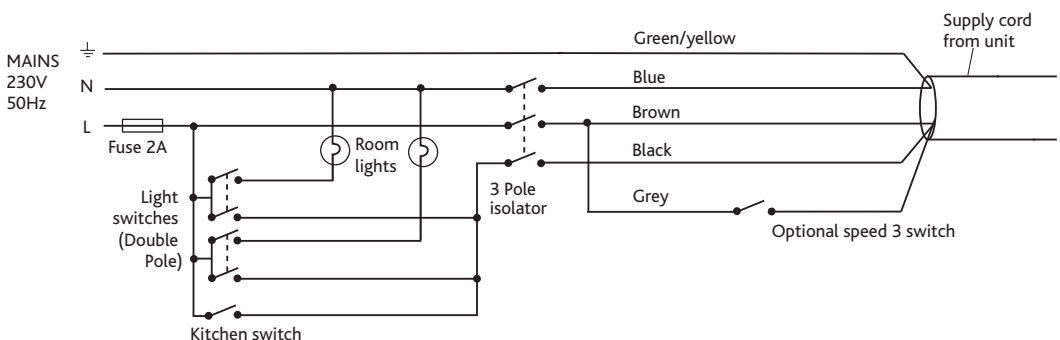 MAINS
230V
50Hz
N
L
Fuse 2A
Light
switches
(Double
Pole)
Kitchen switch
Room
lights
3 Pole
isolator
Green/yellow
Blue
Brown
Black
Grey
Optional speed 3 switch
Supply cord
from unit